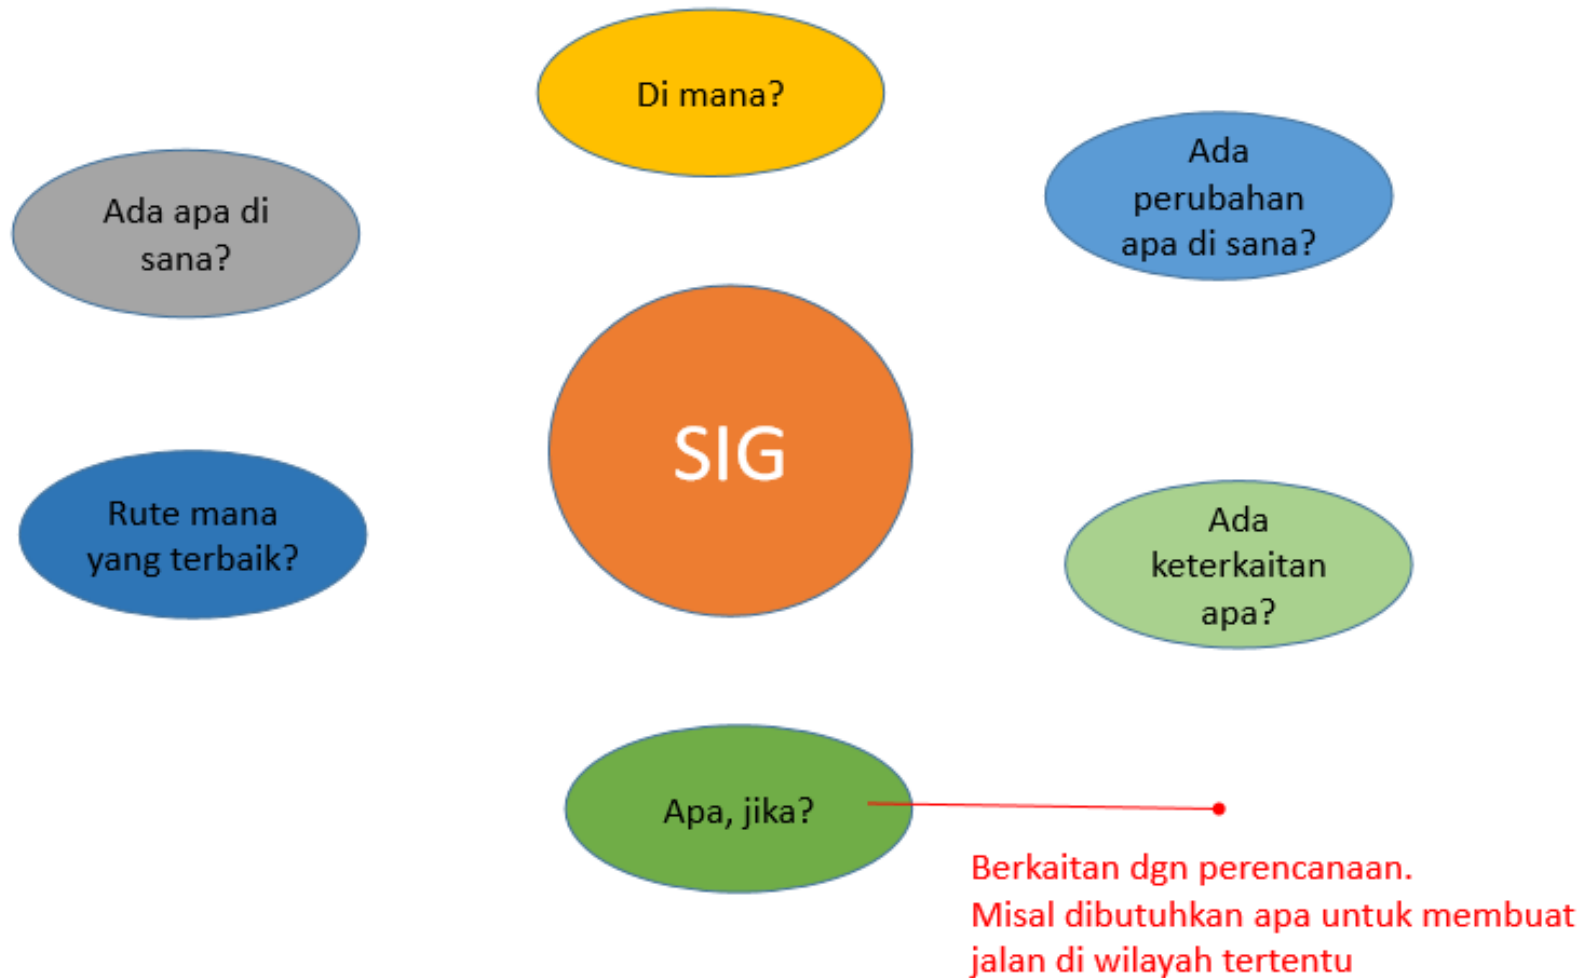 Di mana?
Ada
perubahan
apa di sana?
Ada apa di
sana?
SIG
Rute mana
yang terbaik?
Ada
keterkaitan
apa?
Apa, jika?
Berkaitan dgn perencanaan.
Misal dibutuhkan apa untuk membuat
jalan di wilayah tertentu